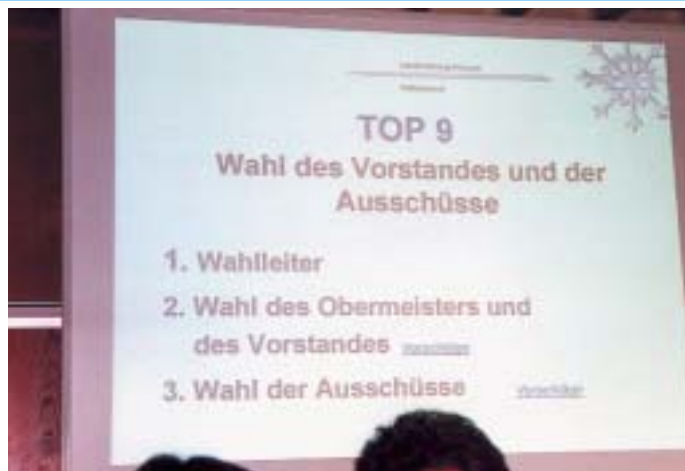 TOP 9
Wahl des Vorstandes und der
Ausschüsse
1. Wahlleiter
2. Wahl des Obermeisters und
des Vorstandes
3. Wahl der Ausschüsse